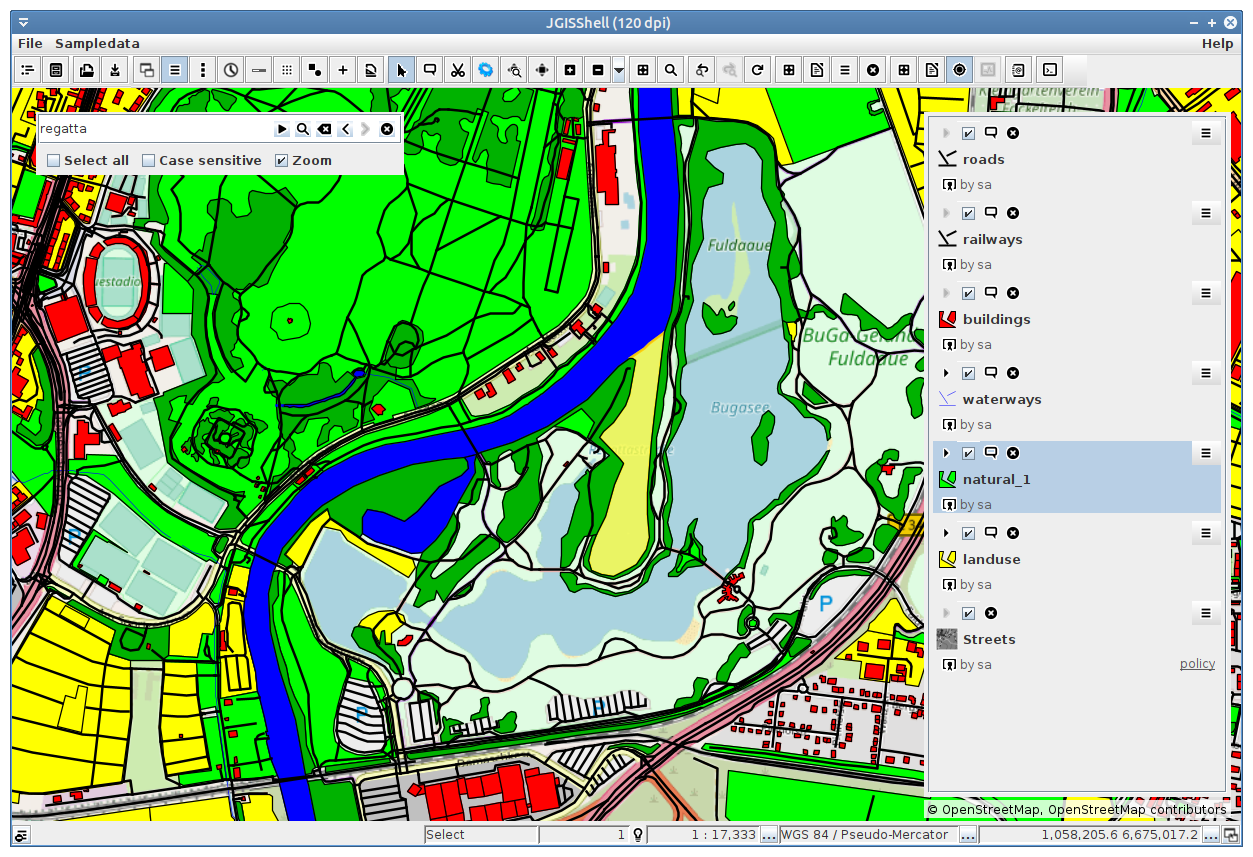 JGISShell (120 dpi)
File Sampledata Help
regatta
Select all Case sensitive Zoom
roads
by sa
railways
by sa
buildings
by sa
waterways
by sa
natural_1
by sa
landuse
by sa
Streets
by sa policy
Fuldaaue
uestadio
BuGa-Gelände
Fuldaaue
Bugasee
P
P
P
© OpenStreetMap, OpenStreetMap contributors
Select 1 1 : 17,333 ... WGS 84 / Pseudo-Mercator ... 1,058,205.6 6,675,017.2 ...